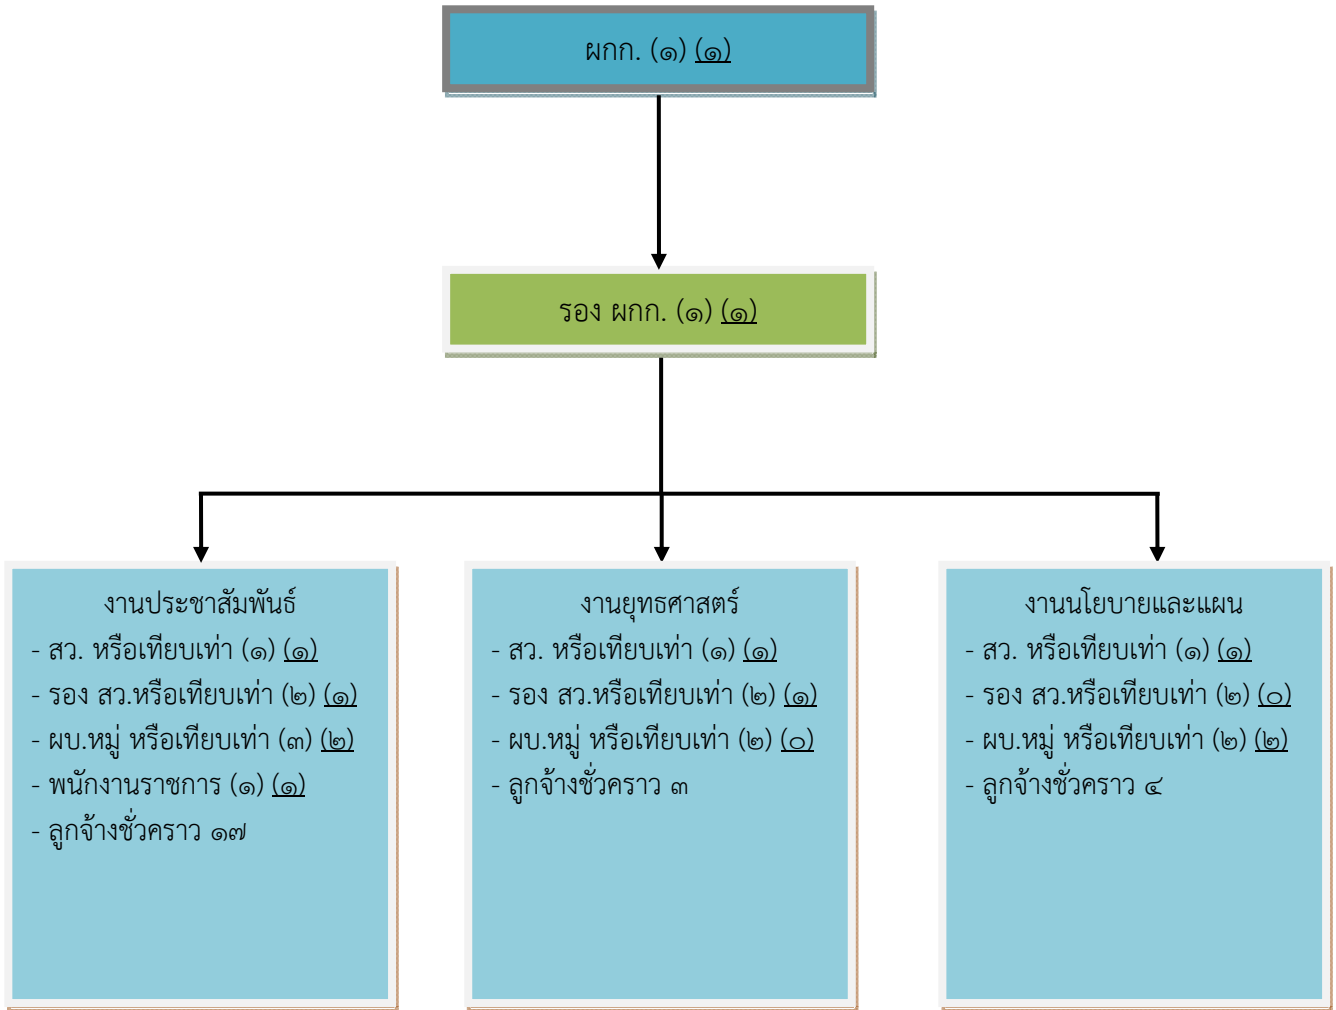 ผกก. (๑) (๑)
รอง ผกก. (๑) (๑)
งานประชาสัมพันธ์
- สว. หรือเทียบเท่า (๑) (๑)
- รอง สว.หรือเทียบเท่า (๒) (๑)
- ผบ.หมู่ หรือเทียบเท่า (๓) (๒)
- พนักงานราชการ (๑) (๑)
- ลูกจ้างชั่วคราว ๑๗
งานยุทธศาสตร์
- สว. หรือเทียบเท่า (๑) (๑)
- รอง สว.หรือเทียบเท่า (๒) (๑)
- ผบ.หมู่ หรือเทียบเท่า (๒) (๐)
- ลูกจ้างชั่วคราว ๓
งานนโยบายและแผน
- สว. หรือเทียบเท่า (๑) (๑)
- รอง สว.หรือเทียบเท่า (๒) (๐)
- ผบ.หมู่ หรือเทียบเท่า (๒) (๒)
- ลูกจ้างชั่วคราว ๔